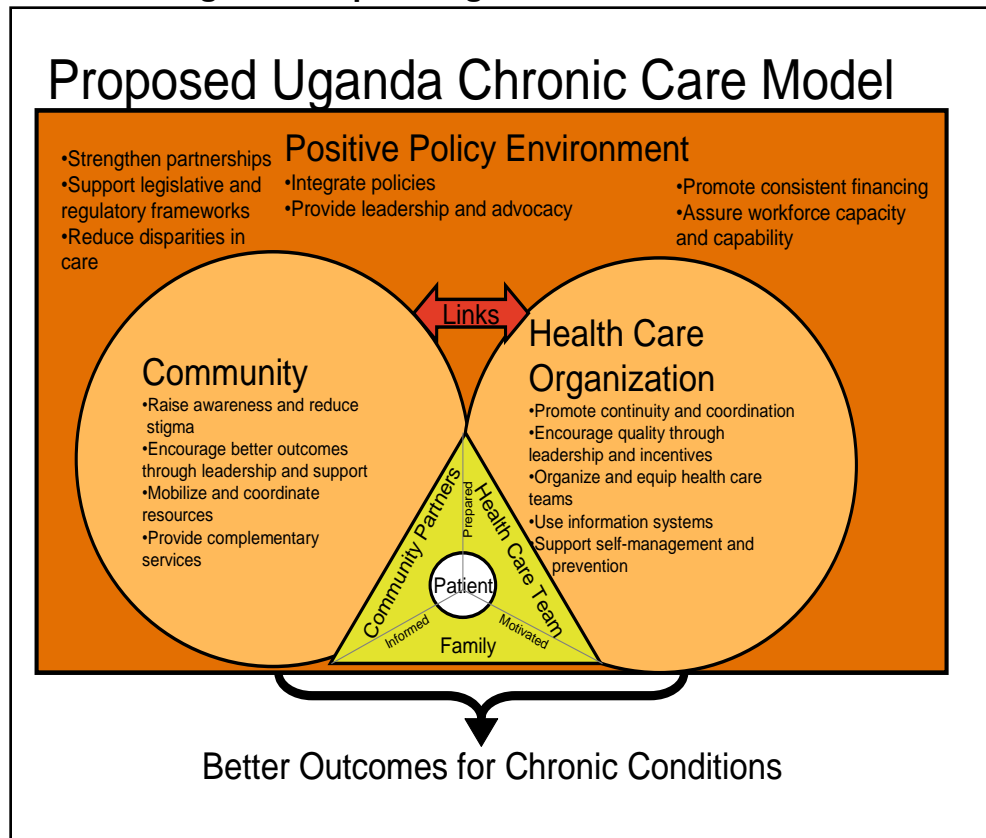 Proposed Uganda Chronic Care Model
Positive Policy Environment
•Strengthen partnerships
•Support legislative and
regulatory frameworks
•Reduce disparities in
care
•Integrate policies
•Provide leadership and advocacy
•Promote consistent financing
•Assure workforce capacity
and capability
Links
Community
•Raise awareness and reduce
stigma
•Encourage better outcomes
through leadership and support
•Mobilize and coordinate
resources
•Provide complementary
services
Health Care
Organization
•Promote continuity and coordination
•Encourage quality through
leadership and incentives
•Organize and equip health care
teams
•Use information systems
•Support self-management and
prevention
Community Partners
Prepared
Health Care Team
Patient
Informed
Motivated
Family
Better Outcomes for Chronic Conditions